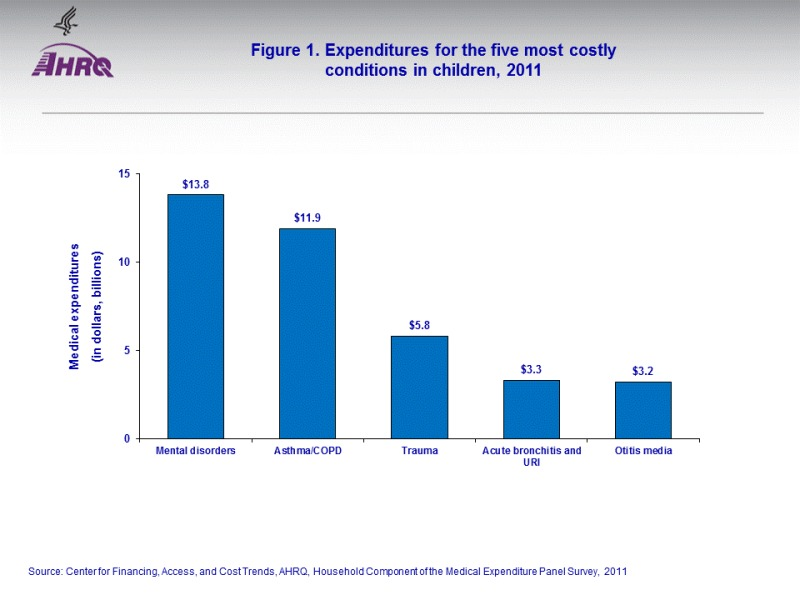 AHRQ
Figure 1. Expenditures for the five most costly
conditions in children, 2011
Medical expenditures
(in dollars, billions)
15
10
5
0
$13.8
$11.9
$5.8
$3.3
$3.2
Mental disorders
Asthma/COPD
Trauma
Acute bronchitis and
URI
Otitis media
Source: Center for Financing, Access, and Cost Trends, AHRQ, Household Component of the Medical Expenditure Panel Survey, 2011